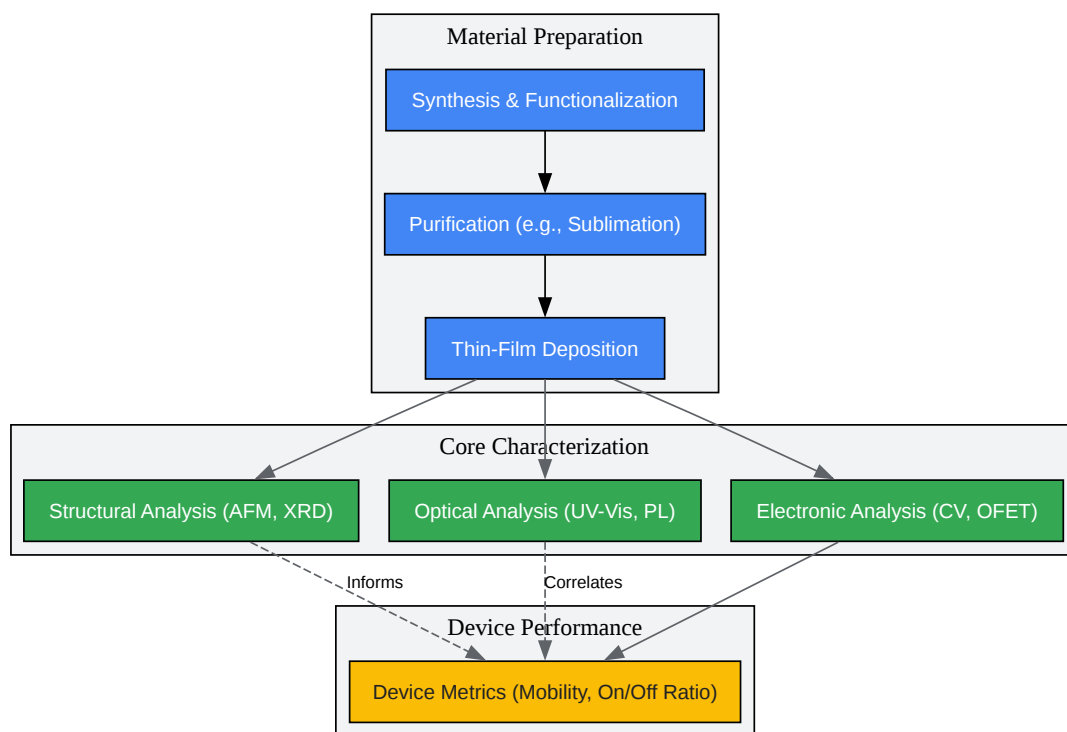 Material Preparation
Synthesis & Functionalization
Purification (e.g., Sublimation)
Thin-Film Deposition
Core Characterization
Structural Analysis (AFM, XRD)
Optical Analysis (UV-Vis, PL)
Electronic Analysis (CV, OFET)
Informs
Correlates
Device Performance
Device Metrics (Mobility, On/Off Ratio)